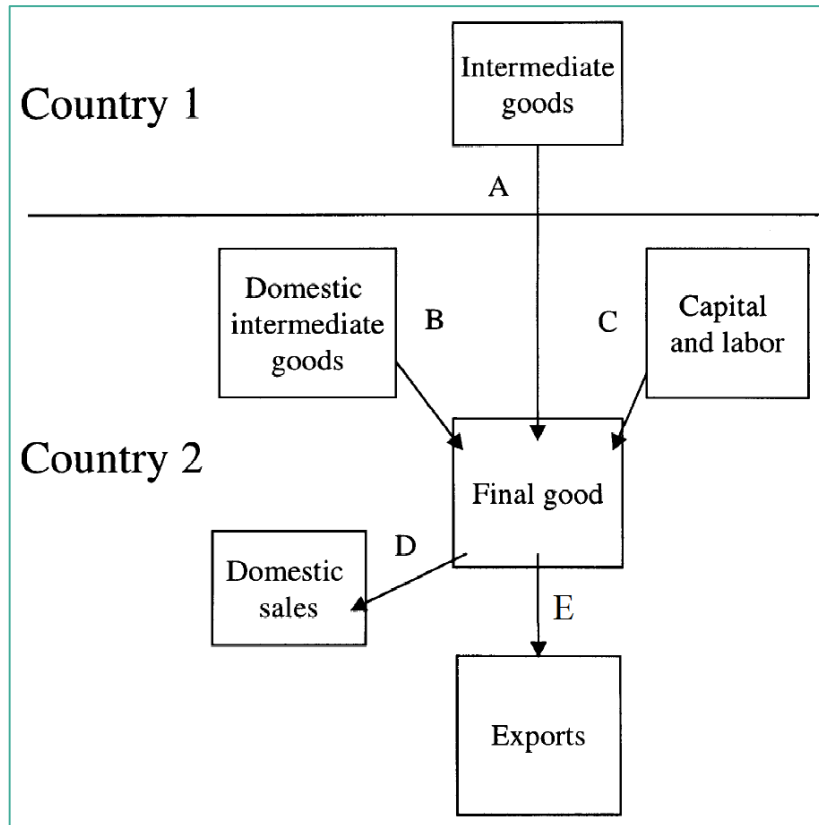 Intermediate
goods
Country 1
A
Domestic
intermediate
goods
B
C
Capital
and labor
Country 2
Final good
D
Domestic
sales
E
Exports